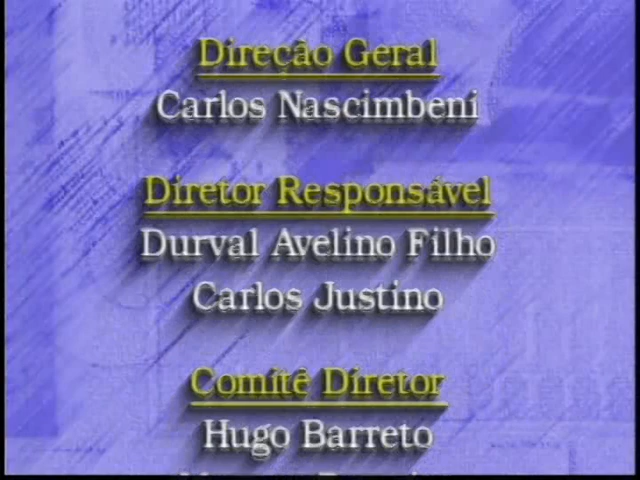 Direção Geral
Carlos Nascimbeni
Diretor Responsável
Durval Avelino Filho
Carlos Justino
Comitê Diretor
Hugo Barreto